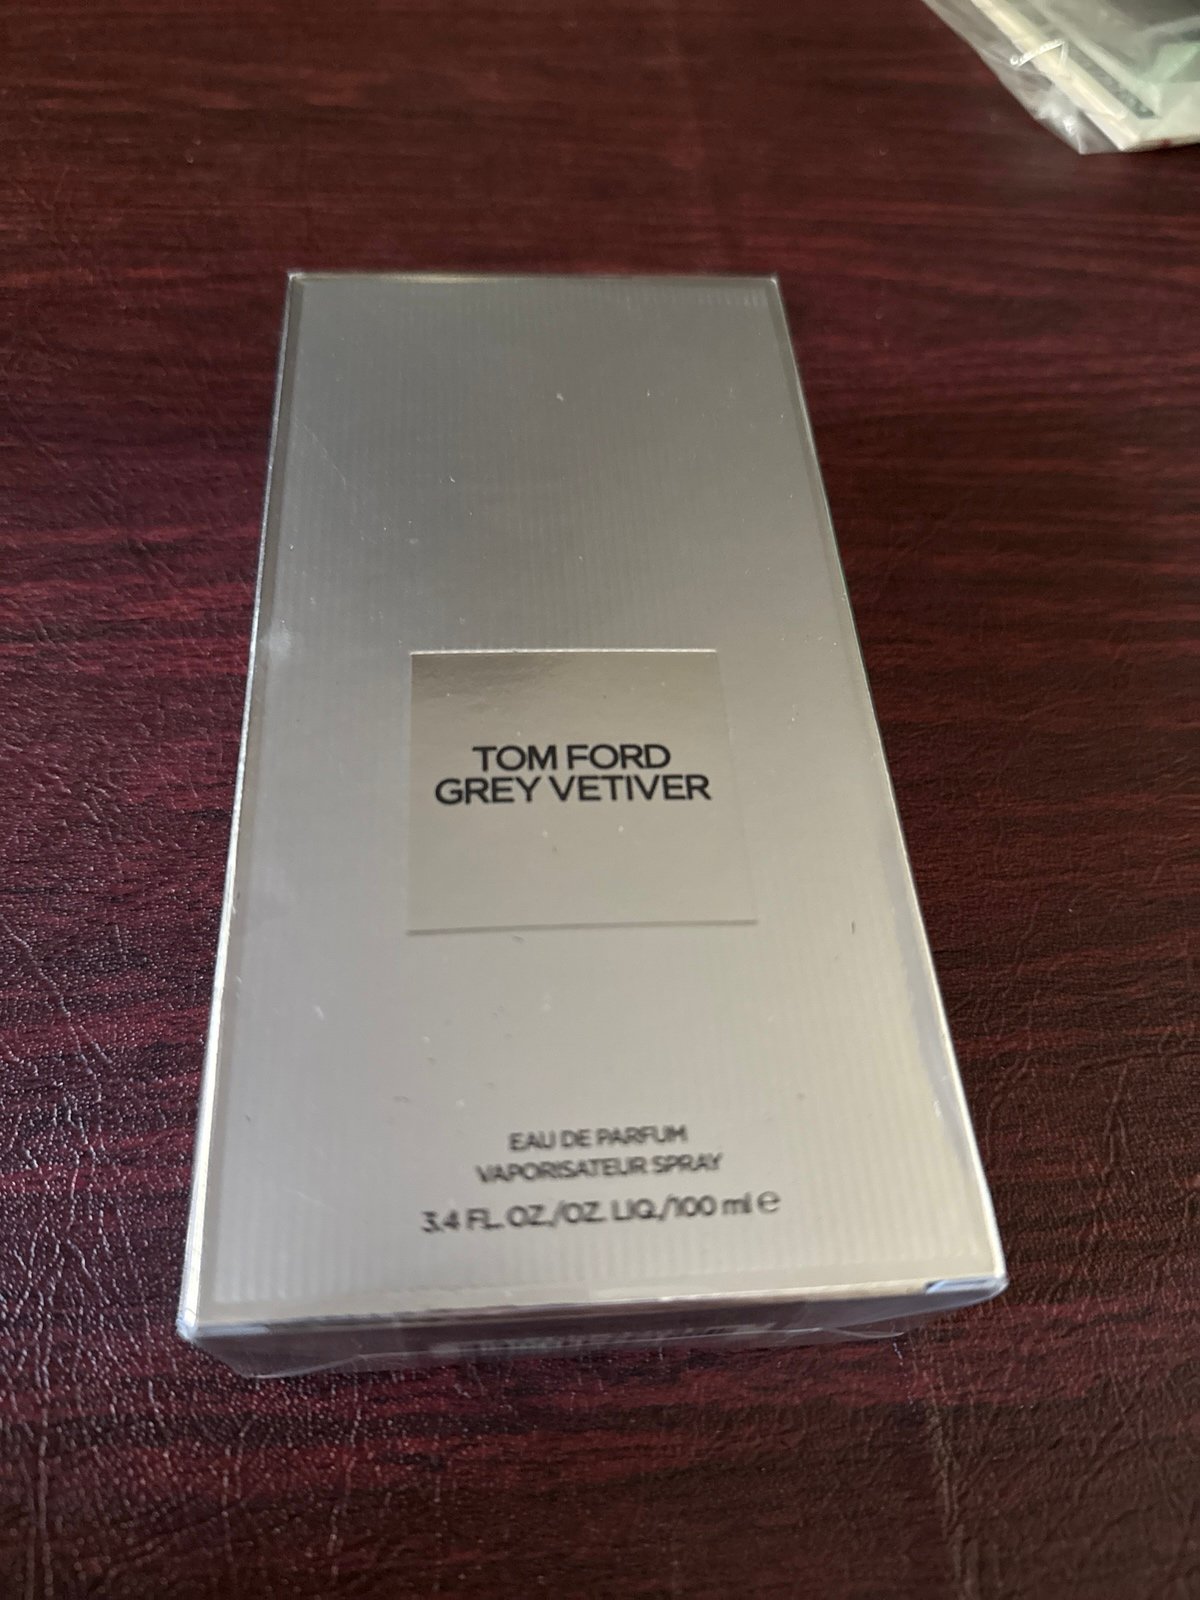 TOM FORD
GREY VETIVER
EAU DE PARFUM
VAPORISATEUR SPRAY
3.4 FL. OZ./OZ. LIQ./100 ml ℮